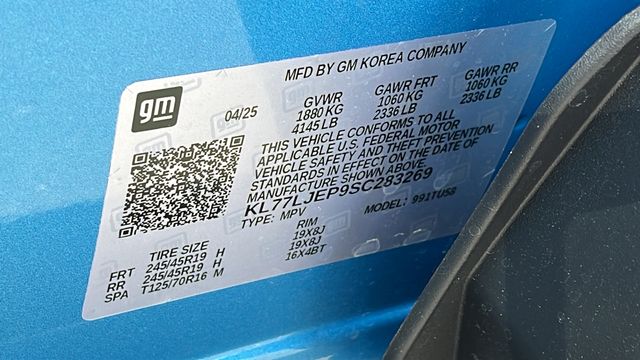 MFD BY GM KOREA COMPANY
gm
04/25
GVWR GAWR FRT GAWR RR
1880 KG 1060 KG 1060 KG
4145 LB 2336 LB 2336 LB
THIS VEHICLE CONFORMS TO ALL
APPLICABLE U.S. FEDERAL MOTOR
VEHICLE SAFETY AND THEFT PREVENTION
STANDARDS IN EFFECT ON THE DATE OF
MANUFACTURE SHOWN ABOVE.
KL77LJEP9SC283269
TYPE: MPV MODEL: 991TU58
TIRE SIZE RIM
FRT 245/45R19 H 19X8J
RR 245/45R19 H 19X8J
SPA T125/70R16 M 16X4BT